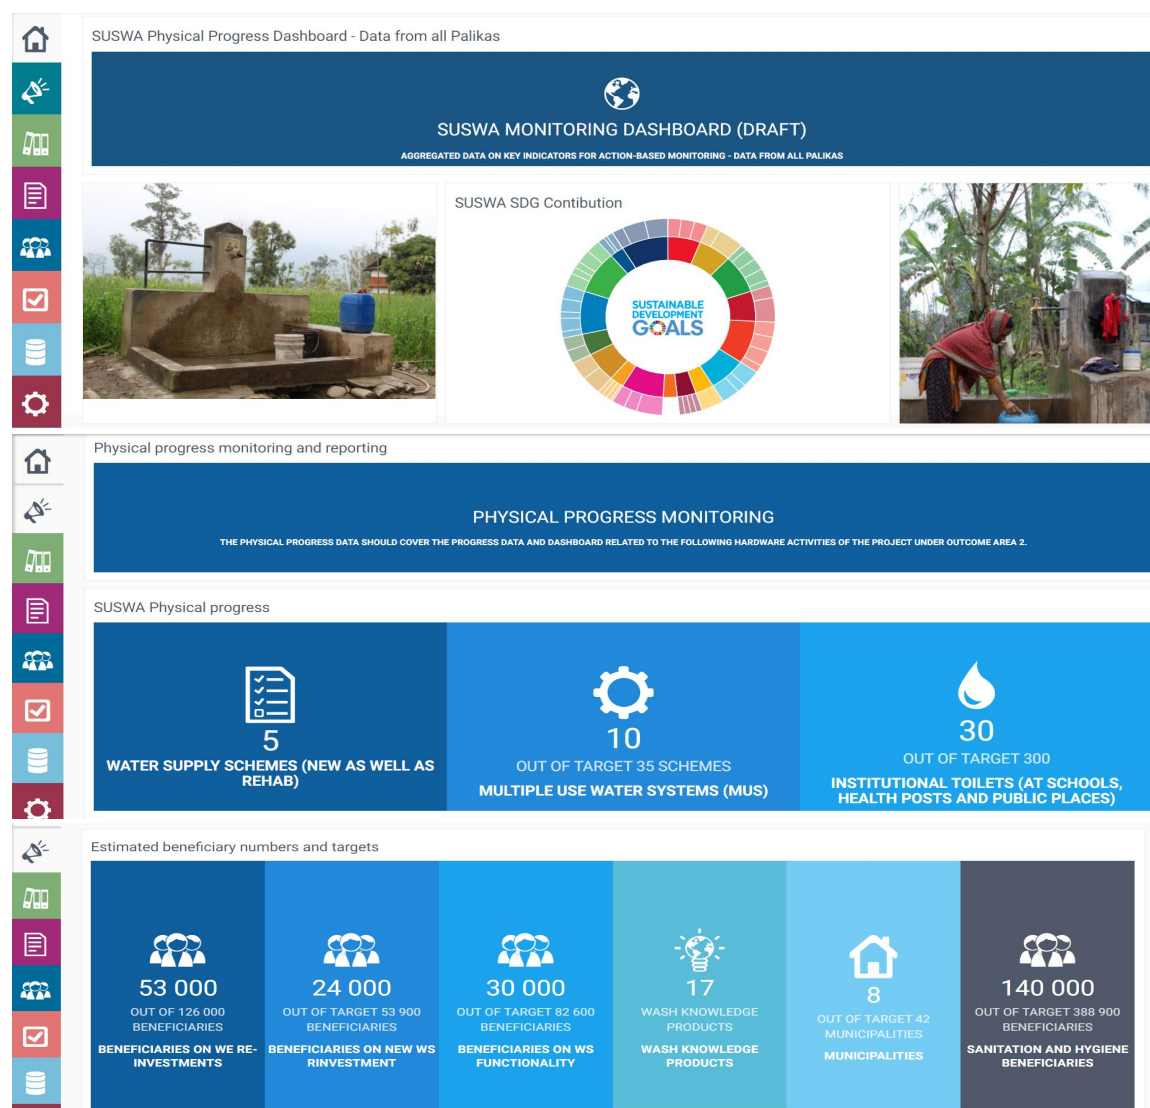 SUSWA Physical Progress Dashboard - Data from all Palikas
SUSWA MONITORING DASHBOARD (DRAFT)
AGGREGATED DATA ON KEY INDICATORS FOR ACTION-BASED MONITORING - DATA FROM ALL PALIKAS
SUSWA SDG Contibution
SUSTAINABLE
DEVELOPMENT
GOALS
Physical progress monitoring and reporting
PHYSICAL PROGRESS MONITORING
THE PHYSICAL PROGRESS DATA SHOULD COVER THE PROGRESS DATA AND DASHBOARD RELATED TO THE FOLLOWING HARDWARE ACTIVITIES OF THE PROJECT UNDER OUTCOME AREA 2.
SUSWA Physical progress
5
WATER SUPPLY SCHEMES (NEW AS WELL AS
REHAB)
10
OUT OF TARGET 35 SCHEMES
MULTIPLE USE WATER SYSTEMS (MUS)
30
OUT OF TARGET 300
INSTITUTIONAL TOILETS (AT SCHOOLS,
HEALTH POSTS AND PUBLIC PLACES)
Estimated beneficiary numbers and targets
53 000
OUT OF 126 000
BENEFICIARIES
BENEFICIARIES ON WE RE-
INVESTMENTS
24 000
OUT OF TARGET 53 900
BENEFICIARIES
BENEFICIARIES ON NEW WS
RINVESTMENT
30 000
OUT OF TARGET 82 600
BENEFICIARIES
BENEFICIARIES ON WS
FUNCTIONALITY
17
WASH KNOWLEDGE
PRODUCTS
WASH KNOWLEDGE
PRODUCTS
8
OUT OF TARGET 42
MUNICIPALITIES
MUNICIPALITIES
140 000
OUT OF TARGET 388 900
BENEFICIARIES
SANITATION AND HYGIENE
BENEFICIARIES